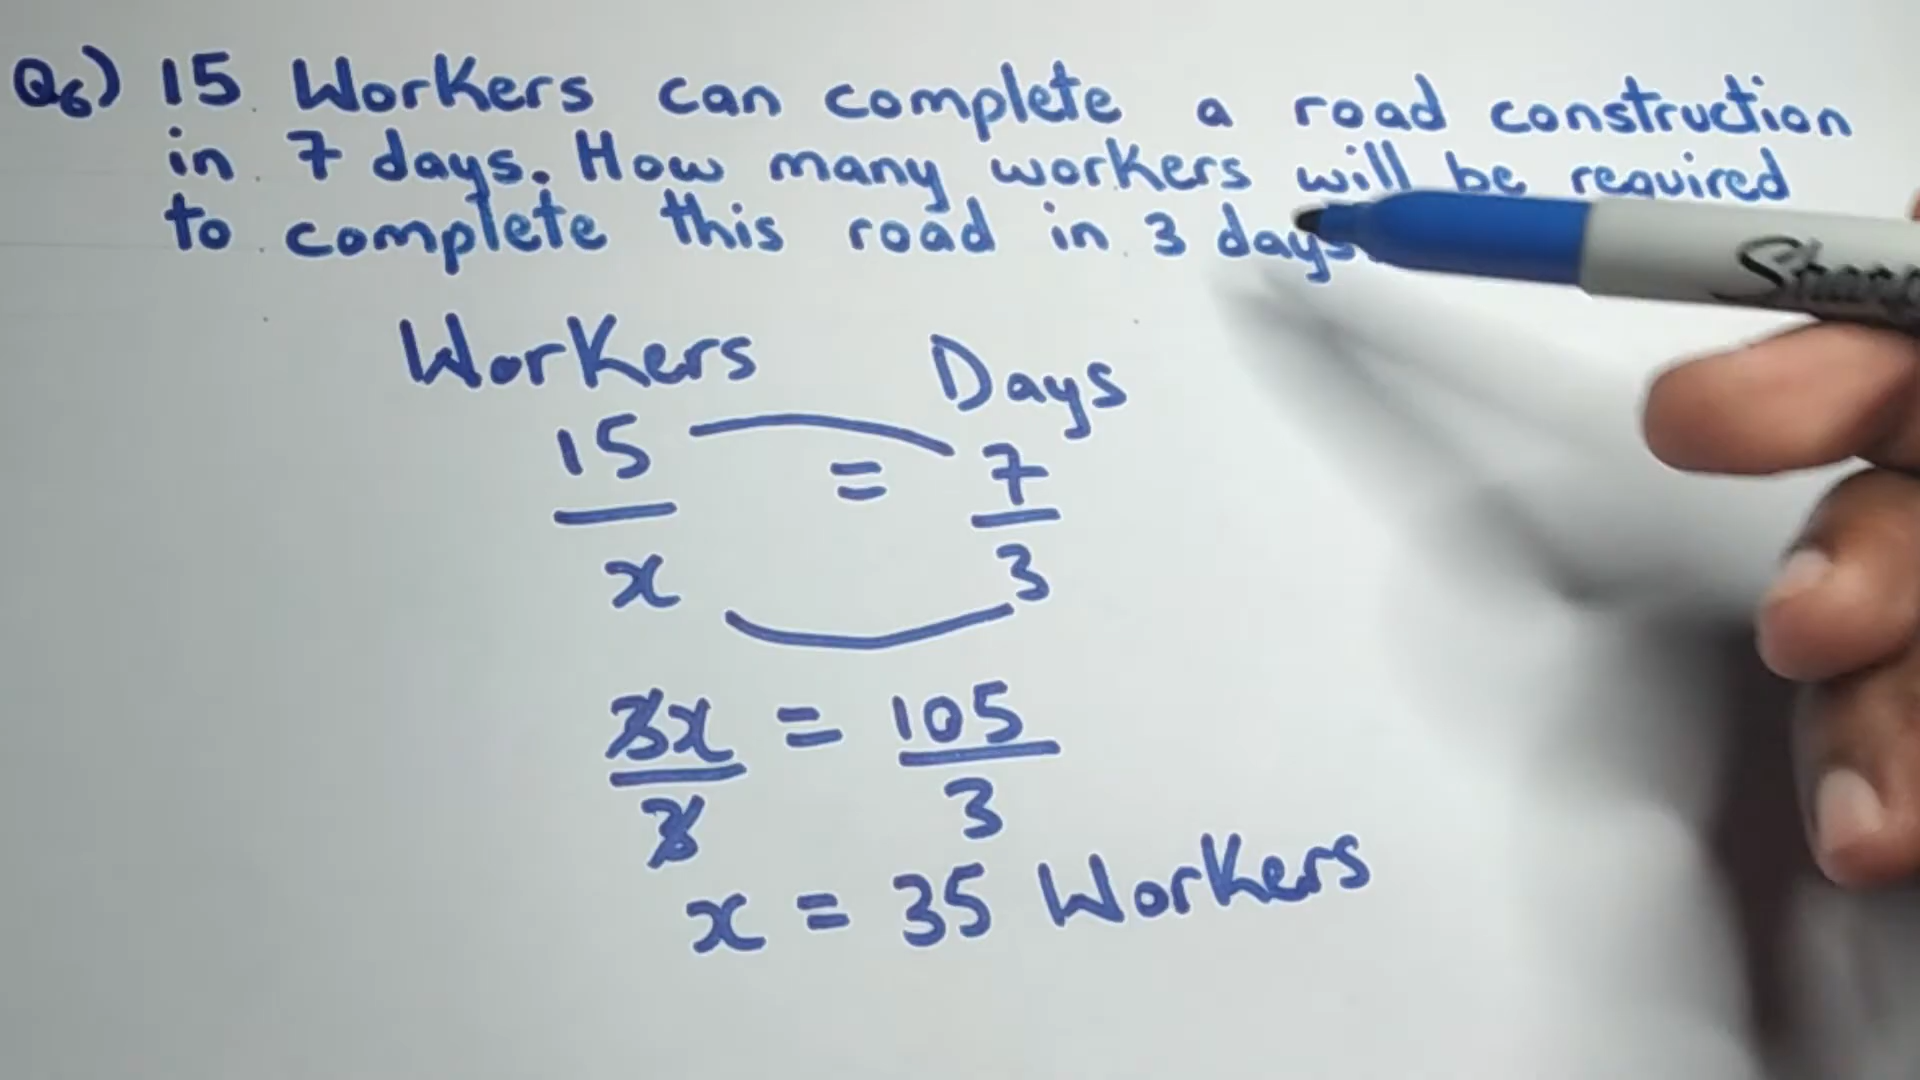 Q6) 15 Workers can complete a road construction
in 7 days. How many workers will be required
to complete this road in 3 days
Workers Days
15 = 7
x 3
3x = 105
3 3
x = 35 Workers